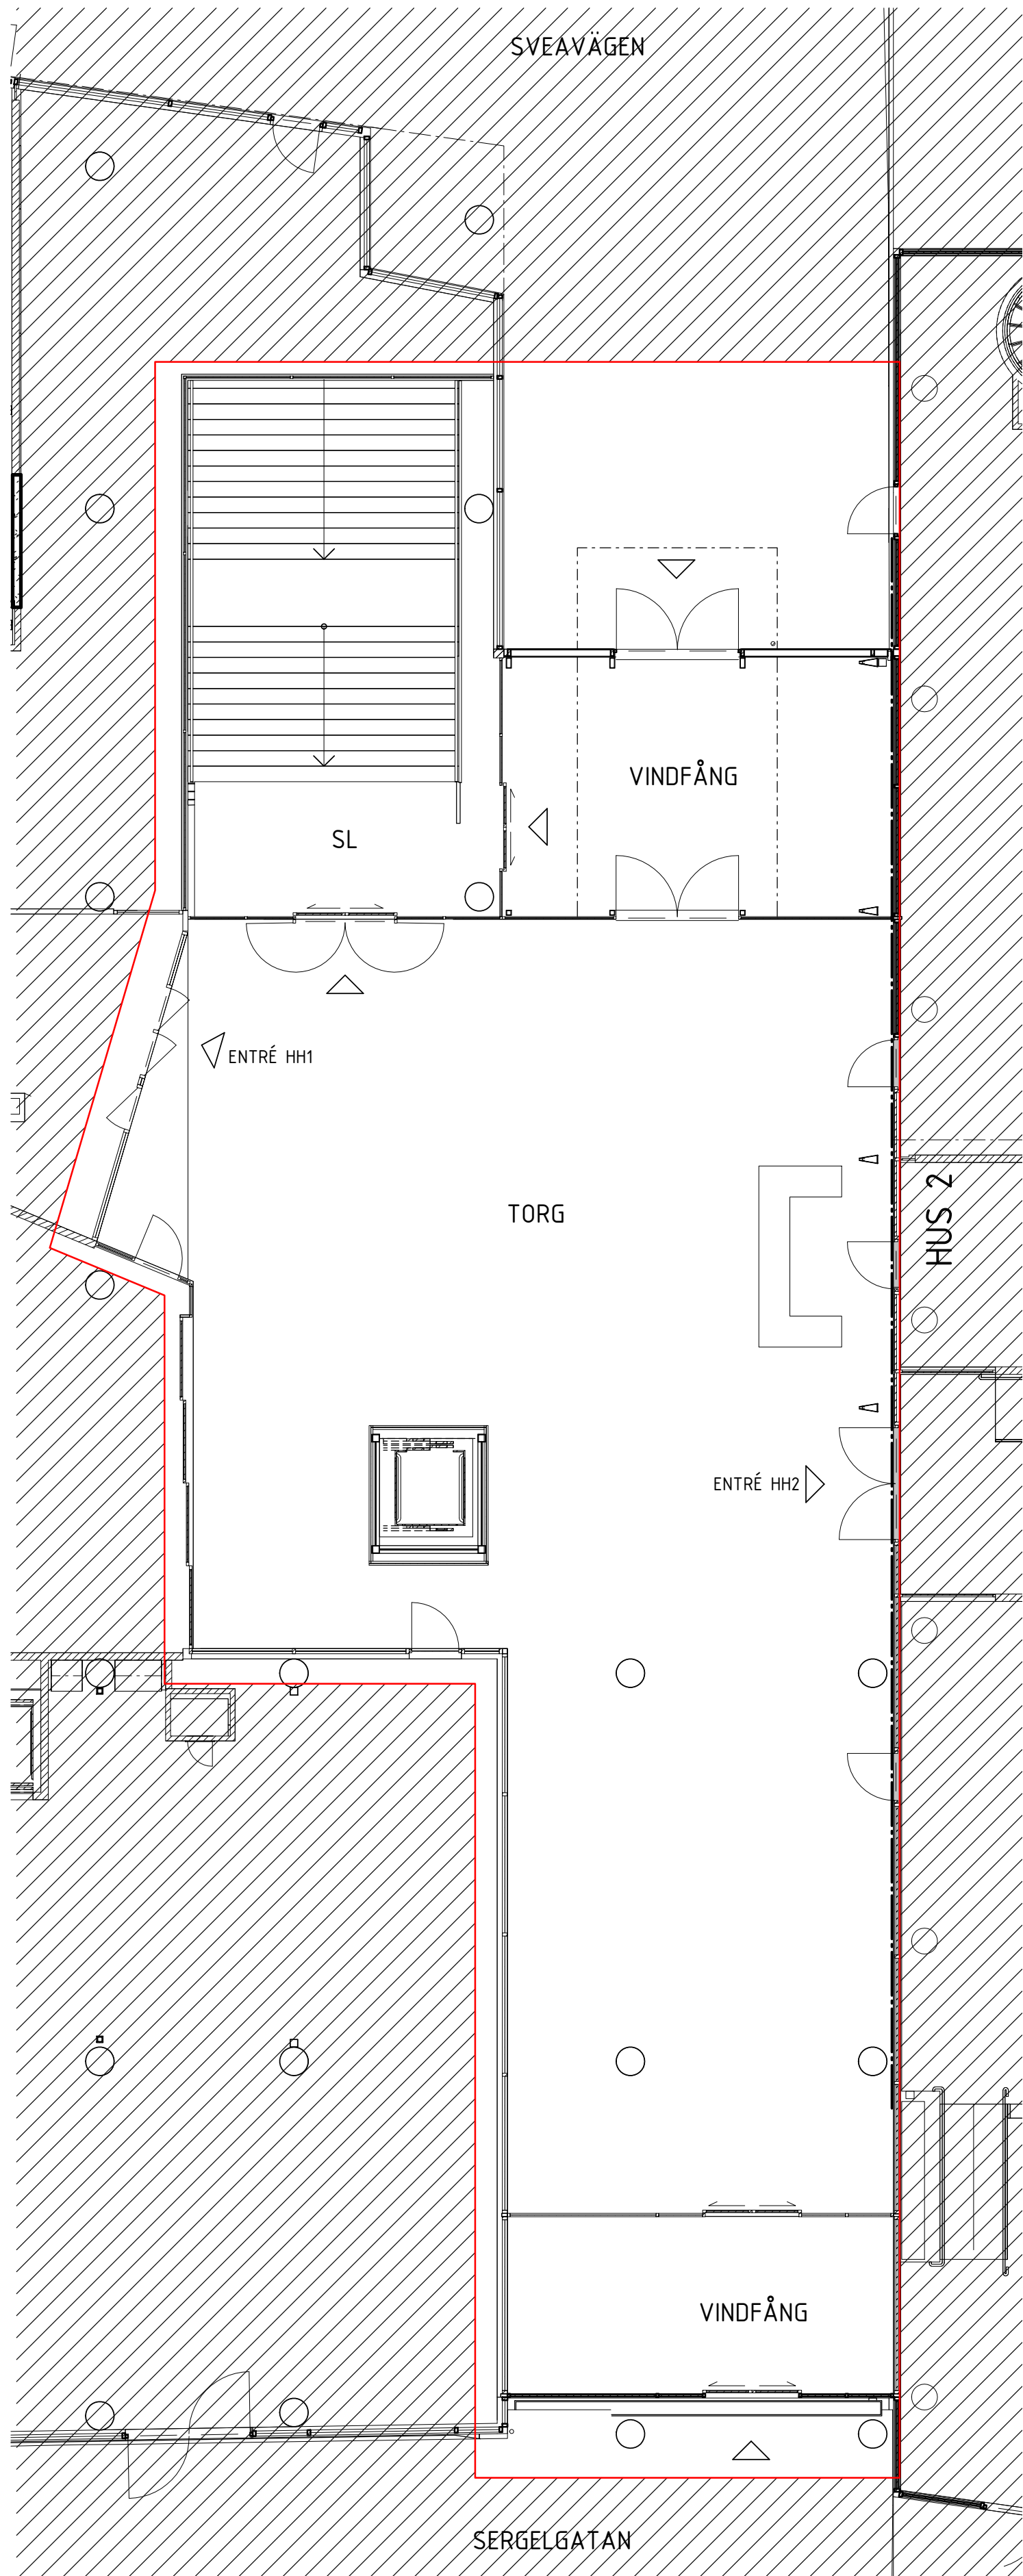 SVEAVÄGEN
VINDFÅNG
SL
ENTRÉ HH1
TORG
HUS 2
ENTRÉ HH2
VINDFÅNG
SERGELGATAN